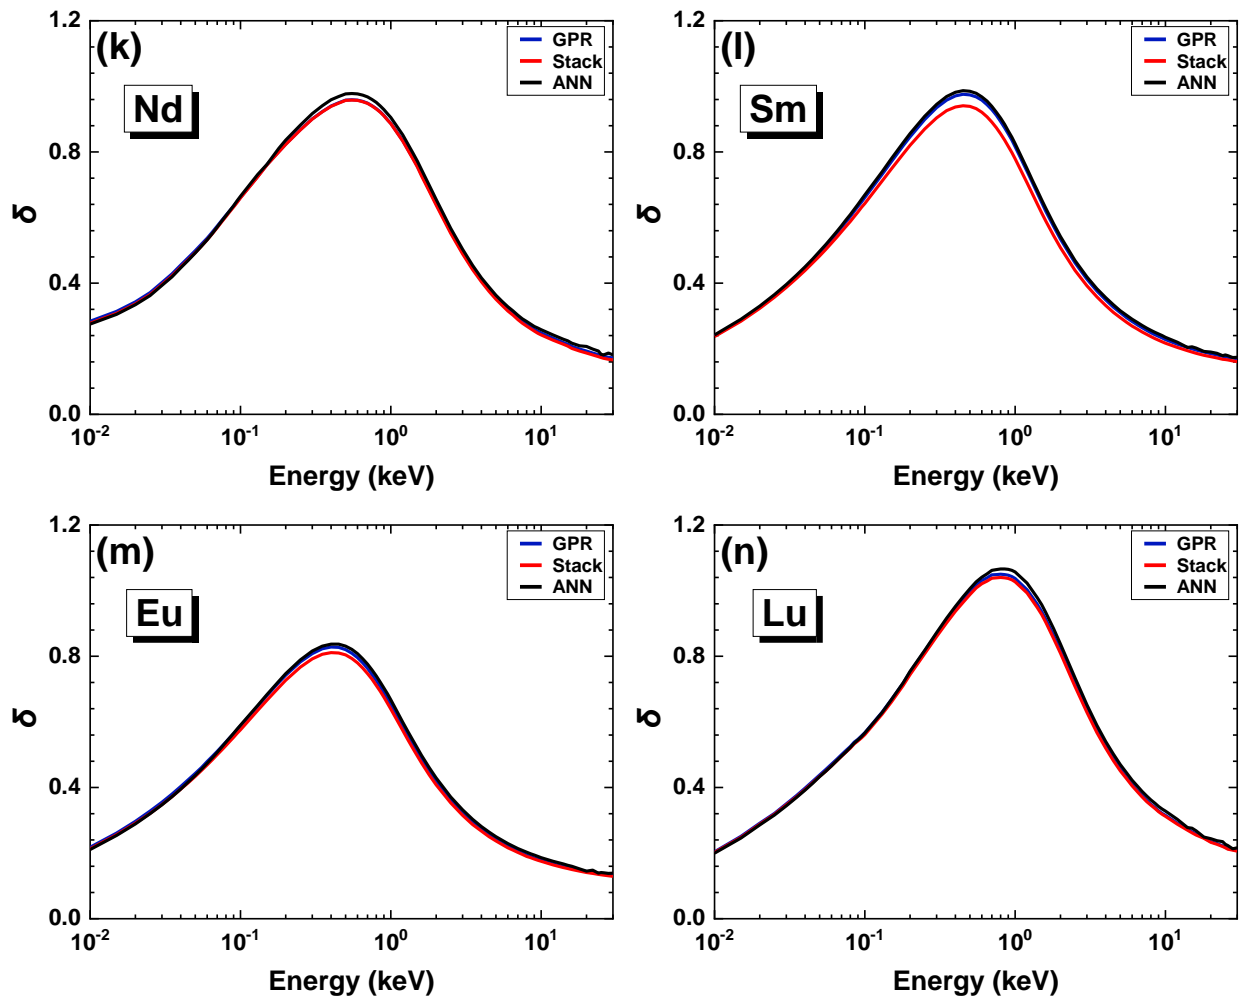 (k)
Nd
GPR
Stack
ANN
1.2
0.8
0.4
0.0
δ
10-2
10-1
100
101
Energy (keV)
(l)
Sm
GPR
Stack
ANN
1.2
0.8
0.4
0.0
δ
10-2
10-1
100
101
Energy (keV)
(m)
Eu
GPR
Stack
ANN
1.2
0.8
0.4
0.0
δ
10-2
10-1
100
101
Energy (keV)
(n)
Lu
GPR
Stack
ANN
1.2
0.8
0.4
0.0
δ
10-2
10-1
100
101
Energy (keV)